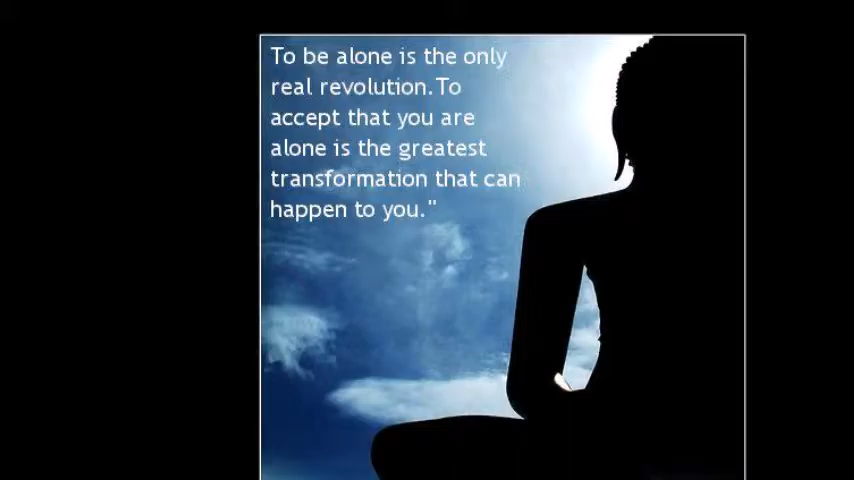 To be alone is the only
real revolution.To
accept that you are
alone is the greatest
transformation that can
happen to you."